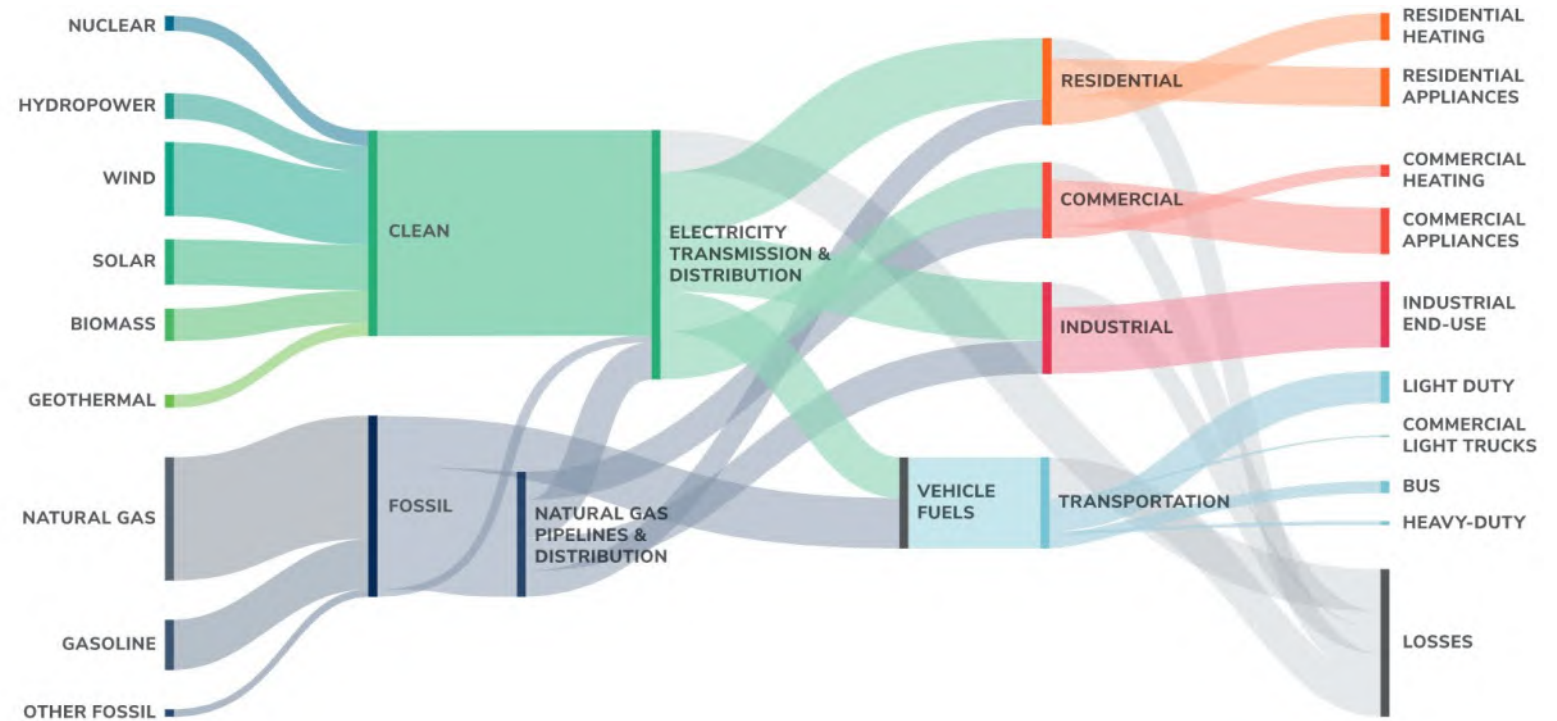 NUCLEAR
HYDROPOWER
WIND
SOLAR
BIOMASS
GEOTHERMAL
NATURAL GAS
GASOLINE
OTHER FOSSIL
CLEAN
FOSSIL
NATURAL GAS
PIPELINES &
DISTRIBUTION
ELECTRICITY
TRANSMISSION &
DISTRIBUTION
VEHICLE
FUELS
RESIDENTIAL
COMMERCIAL
INDUSTRIAL
TRANSPORTATION
RESIDENTIAL
HEATING
RESIDENTIAL
APPLIANCES
COMMERCIAL
HEATING
COMMERCIAL
APPLIANCES
INDUSTRIAL
END-USE
LIGHT DUTY
COMMERCIAL
LIGHT TRUCKS
BUS
HEAVY-DUTY
LOSSES